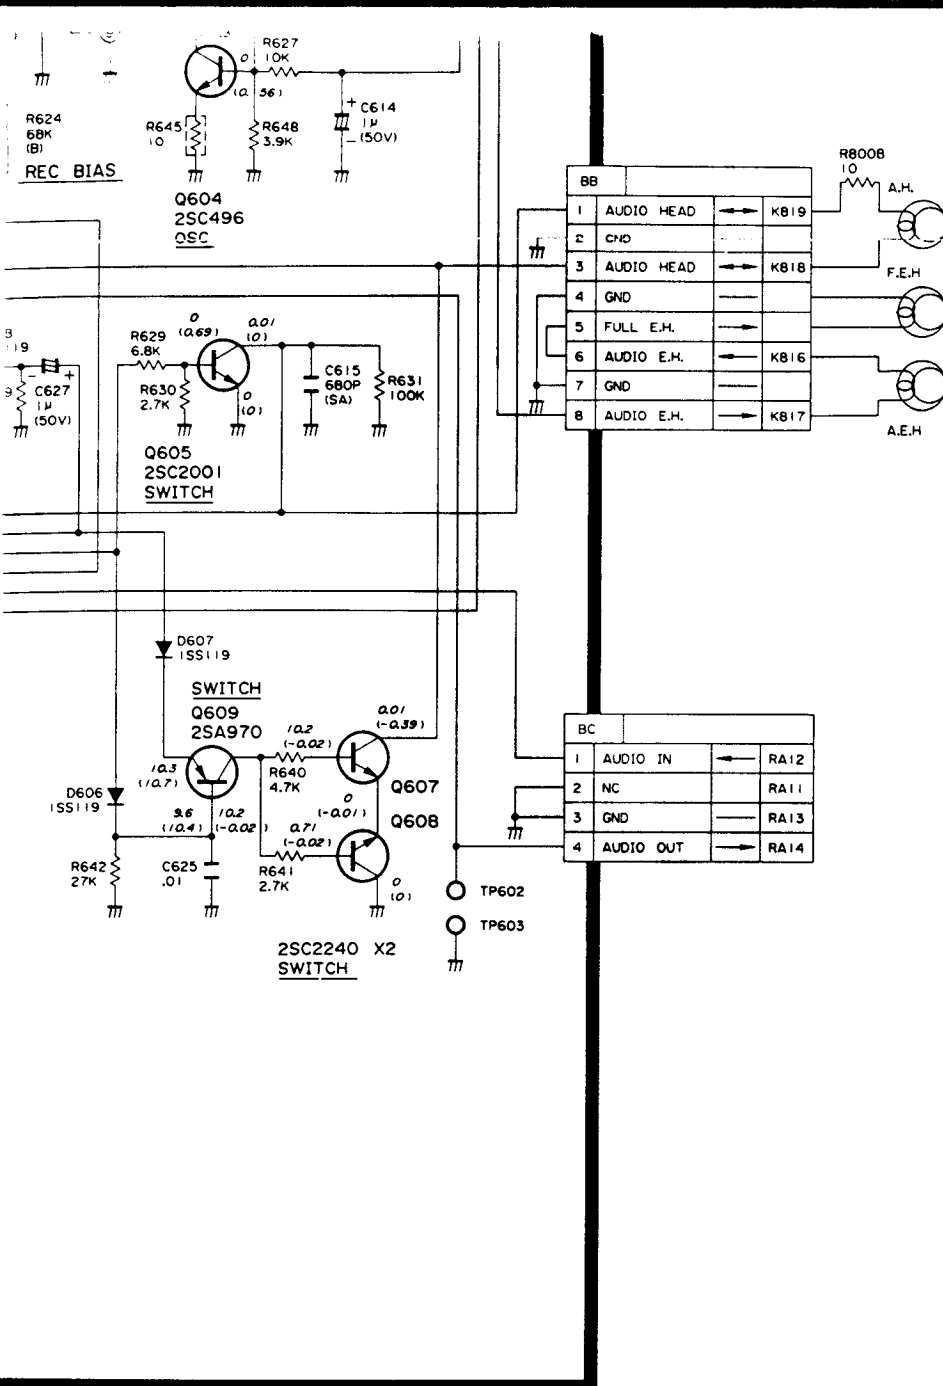 R627
10K
0
(0.56)
R624
68K
(B)
REC BIAS
R645
10
R648
3.9K
+ C614
1μ
- (50V)
Q604
2SC496
OSC
R800B
10
A.H.
BB
1 AUDIO HEAD K819
2 GND
3 AUDIO HEAD K818
4 GND
5 FULL E.H.
6 AUDIO E.H. K816
7 GND
8 AUDIO E.H. K817
F.E.H
A.E.H
0
(0.69)
0.01
(0)
R629
6.8K
R630
2.7K
0
(0)
C615
680P
(SA)
R631
100K
- +
C627
1μ
(50V)
Q605
2SC2001
SWITCH
D607
1SS119
SWITCH
Q609
2SA970
10.2
(-0.02)
0.01
(-0.39)
R640
4.7K
Q607
10.3
(10.7)
D606
1SS119
9.6
(10.4)
10.2
(-0.02)
0
(-0.01)
Q608
0.71
(-0.02)
R642
27K
C625
.01
R641
2.7K
0
(0)
2SC2240 X2
SWITCH
TP602
TP603
BC
1 AUDIO IN RA12
2 NC RA11
3 GND RA13
4 AUDIO OUT RA14